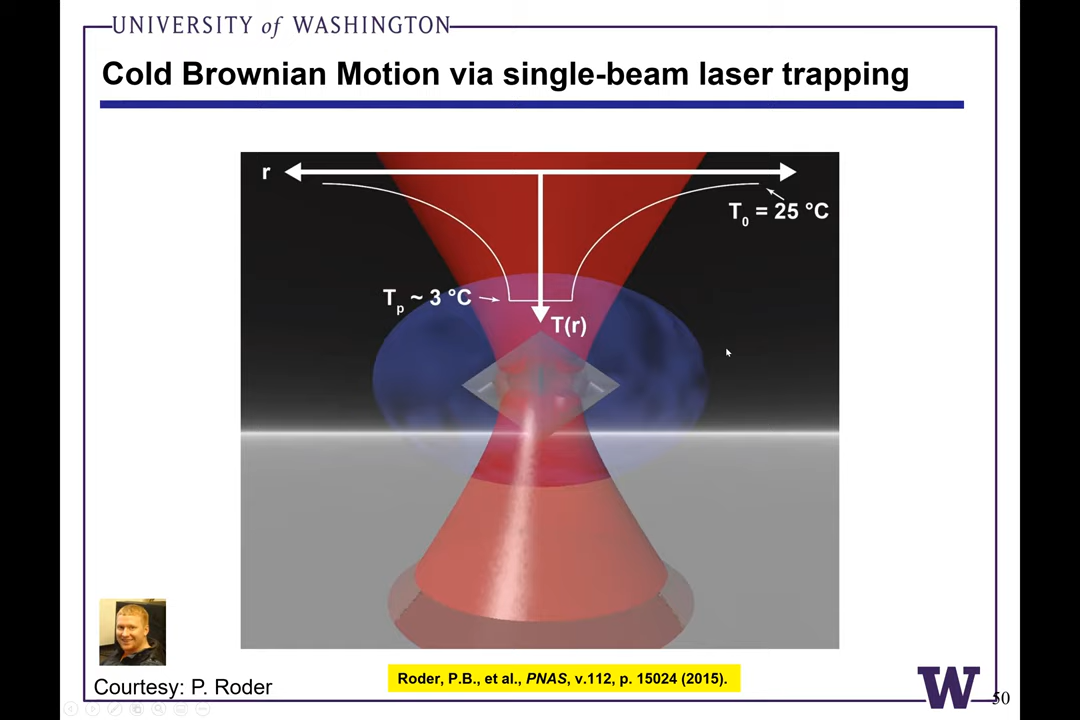 UNIVERSITY of WASHINGTON
Cold Brownian Motion via single-beam laser trapping
r
T0 = 25 °C
Tp ~ 3 °C
T(r)
Roder, P.B., et al., PNAS, v.112, p. 15024 (2015).
Courtesy: P. Roder
W
50